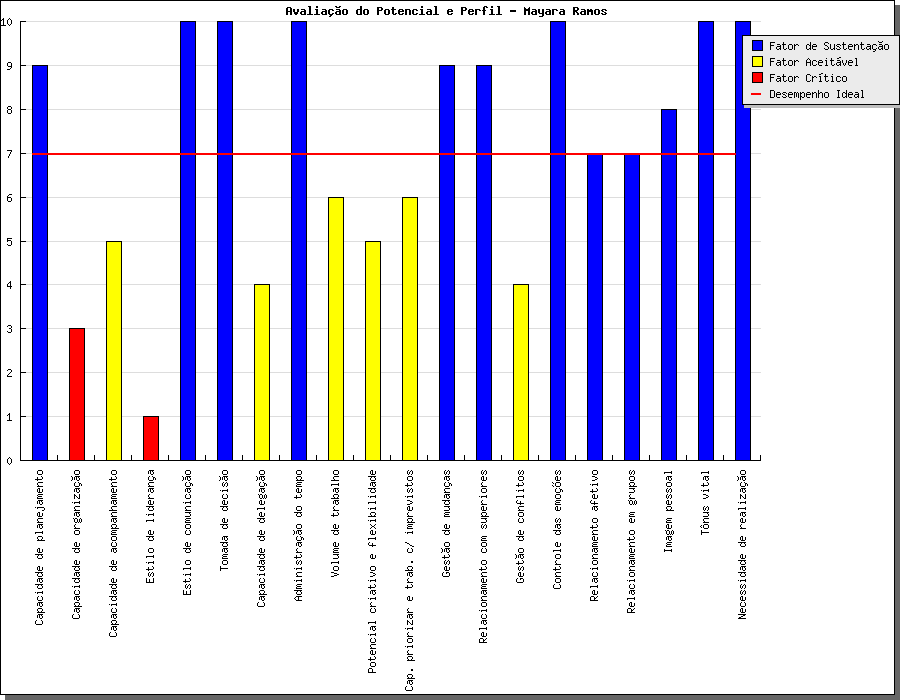 Avaliação do Potencial e Perfil - Mayara Ramos
10
9
8
7
6
5
4
3
2
1
0
Fator de Sustentação
Fator Aceitável
Fator Crítico
Desempenho Ideal
Capacidade de planejamento
Capacidade de organização
Capacidade de acompanhamento
Estilo de liderança
Estilo de comunicação
Tomada de decisão
Capacidade de delegação
Administração do tempo
Volume de trabalho
Potencial criativo e flexibilidade
Cap. priorizar e trab. c/ imprevistos
Gestão de mudanças
Relacionamento com superiores
Gestão de conflitos
Controle das emoções
Relacionamento afetivo
Relacionamento em grupos
Imagem pessoal
Tônus vital
Necessidade de realização